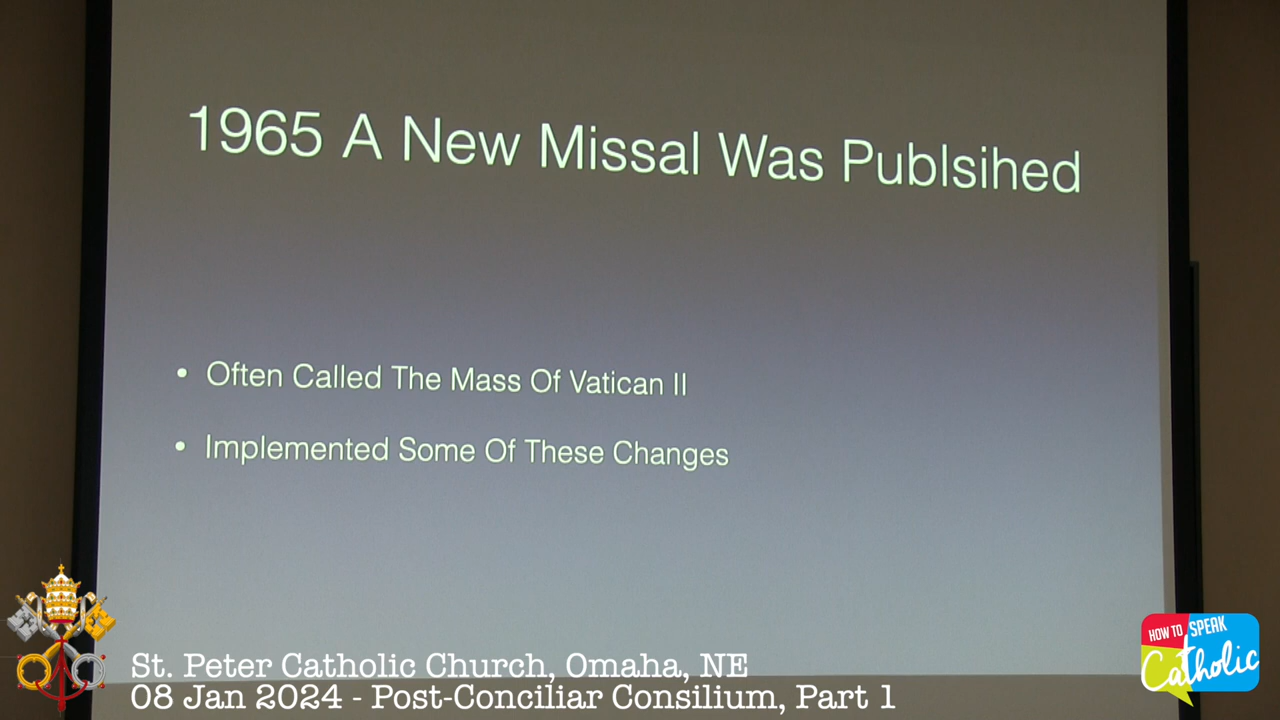 1965 A New Missal Was Publsihed
• Often Called The Mass Of Vatican II
• Implemented Some Of These Changes
St. Peter Catholic Church, Omaha, NE
08 Jan 2024 - Post-Conciliar Consilium, Part 1
HOW TO SPEAK
Catholic